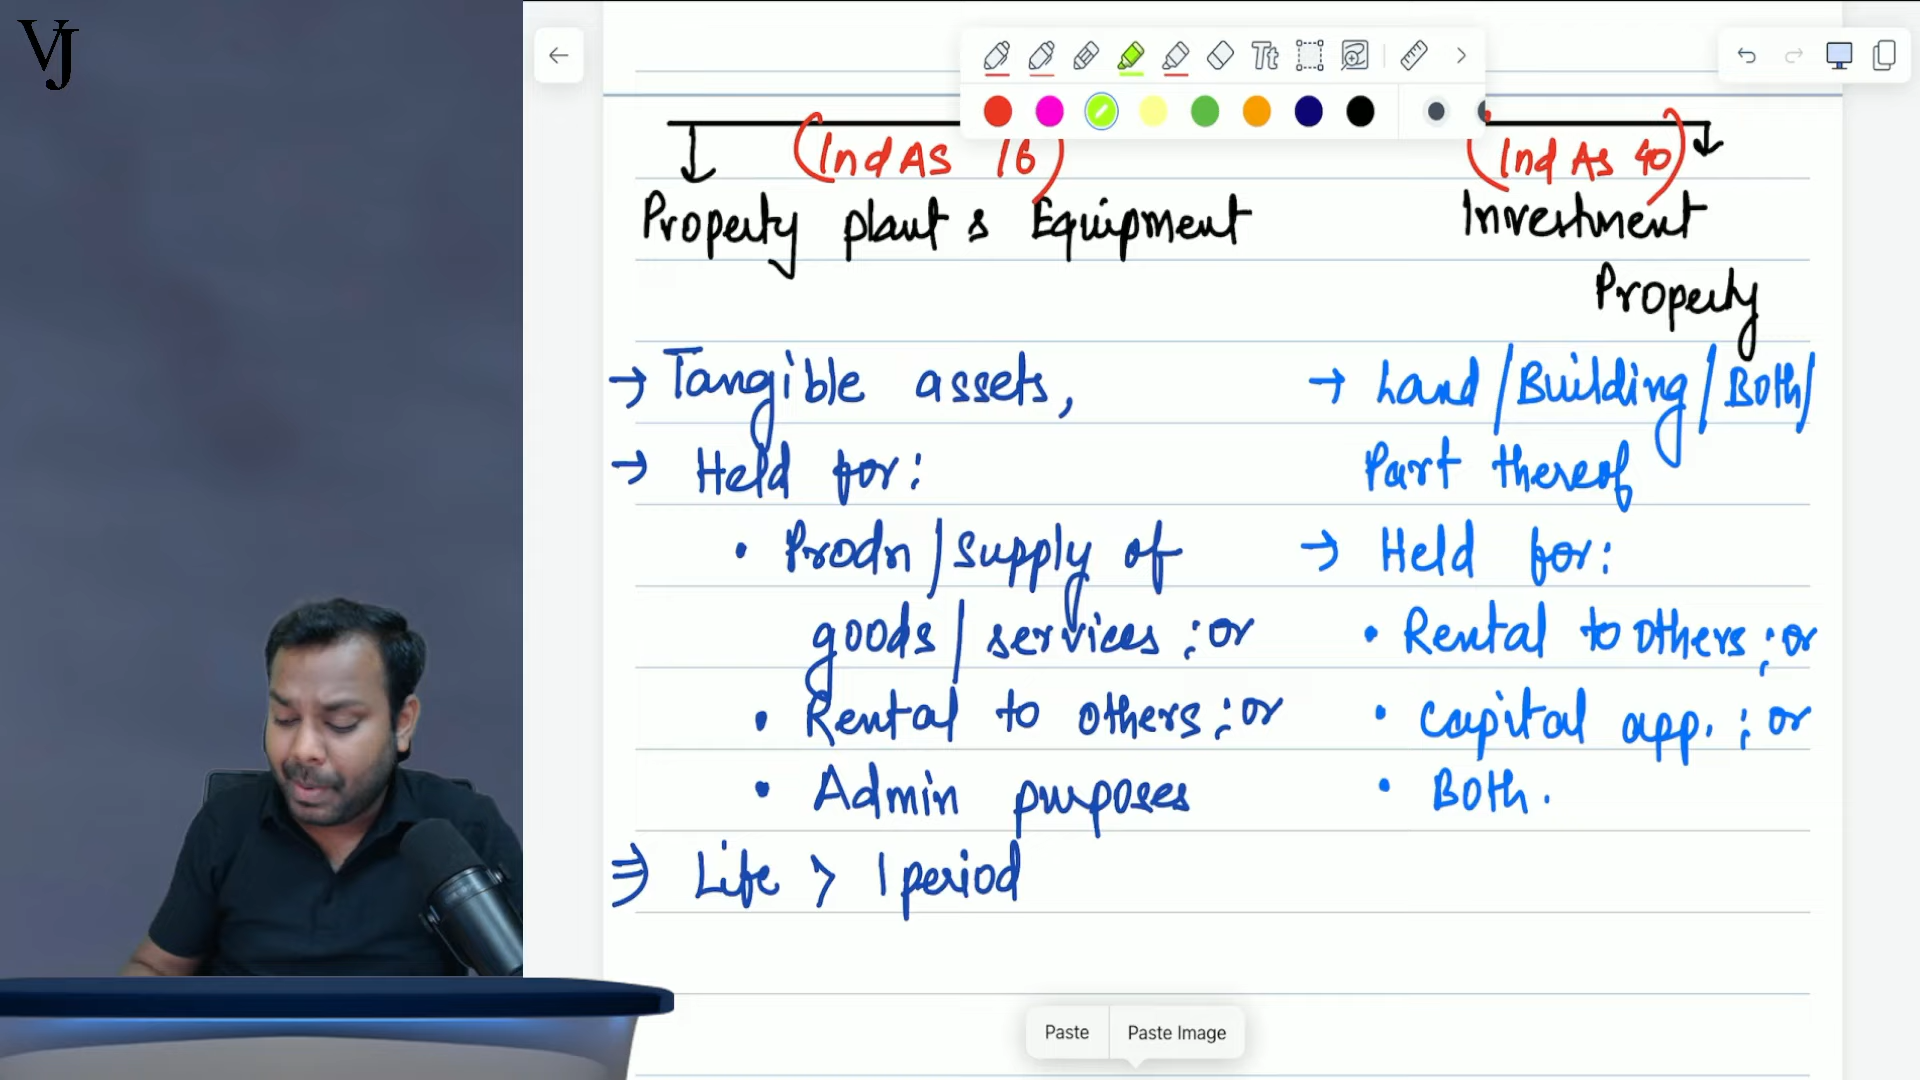 VJ
Tt
(Ind AS 16)
(Ind As 40)
Property plant & Equipment
Investment
Property
→ Tangible assets,
→ Held for:
• Prodn/supply of
goods/services ; or
• Rental to others ; or
• Admin purposes
⇒ Life > 1 period
→ Land/Building/Both/
Part thereof
→ Held for:
• Rental to others ; or
• Capital app. ; or
• Both.
Paste
Paste Image